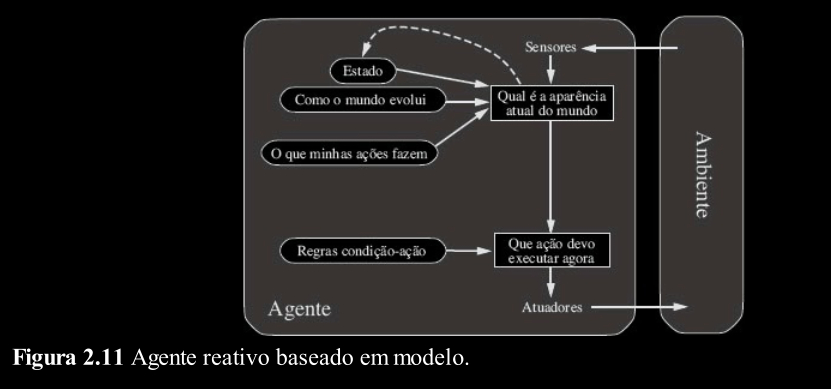 Sensores
Estado
Qual é a aparência
atual do mundo
Como o mundo evolui
O que minhas ações fazem
Ambiente
Regras condição-ação
Que ação devo
executar agora
Agente
Atuadores
Figura 2.11 Agente reativo baseado em modelo.